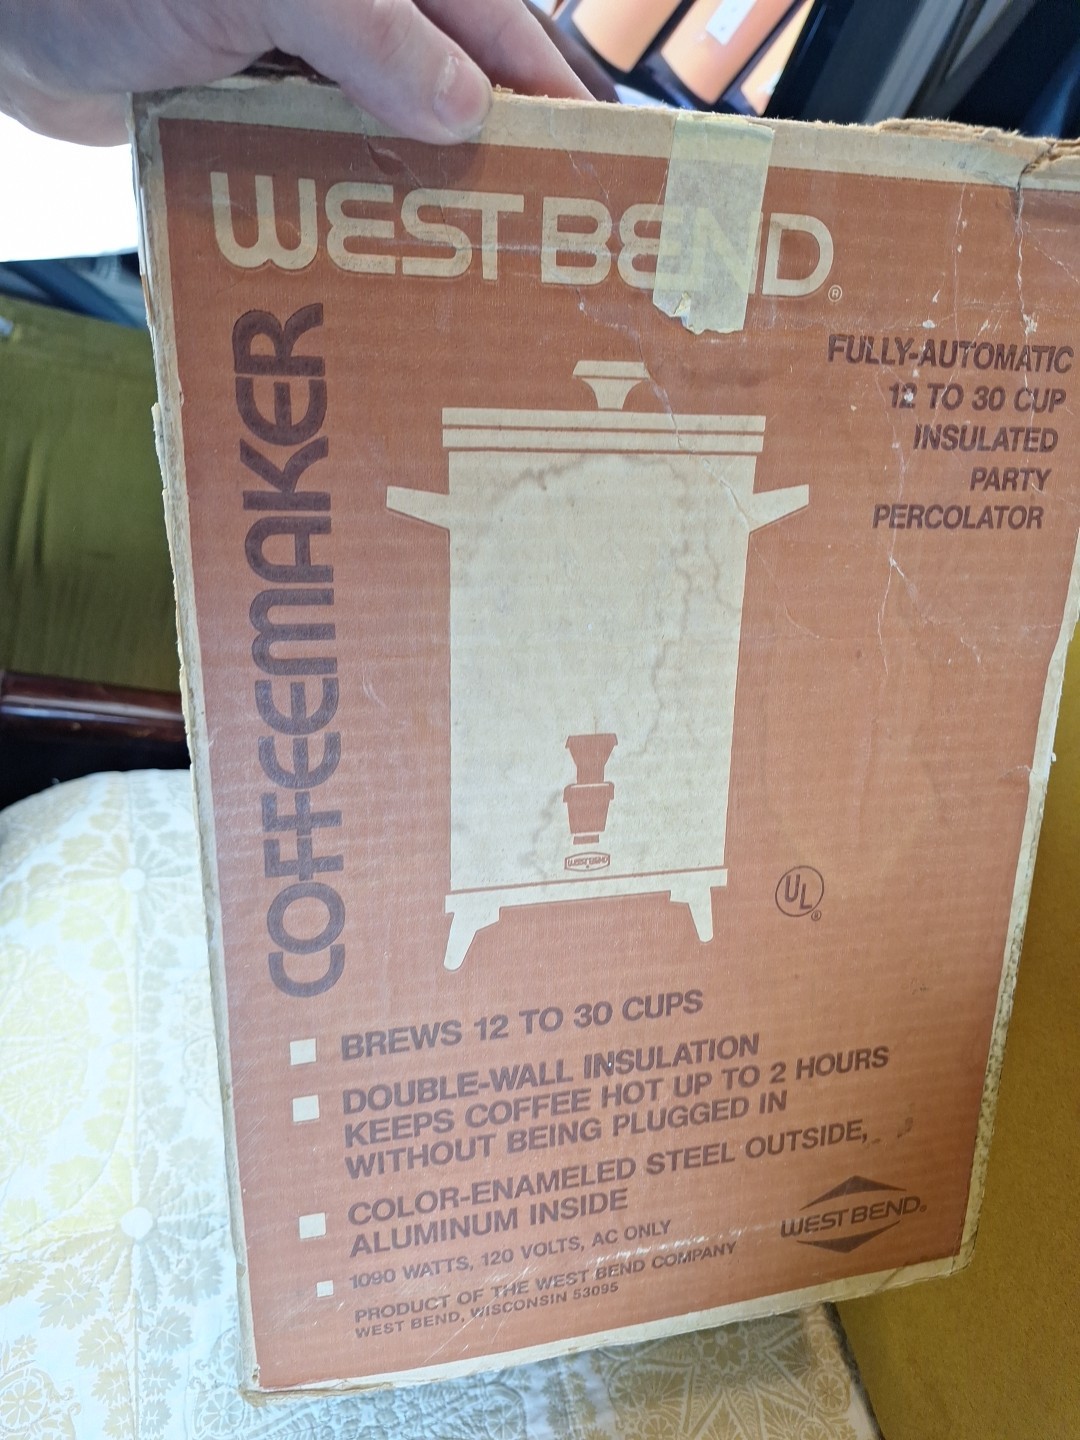 WEST BEND®
COFFEEMAKER
FULLY-AUTOMATIC
12 TO 30 CUP
INSULATED
PARTY
PERCOLATOR
WEST BEND
UL®
BREWS 12 TO 30 CUPS
DOUBLE-WALL INSULATION
KEEPS COFFEE HOT UP TO 2 HOURS
WITHOUT BEING PLUGGED IN
COLOR-ENAMELED STEEL OUTSIDE,
ALUMINUM INSIDE
1090 WATTS, 120 VOLTS, AC ONLY
PRODUCT OF THE WEST BEND COMPANY
WEST BEND, WISCONSIN 53095
WEST BEND®